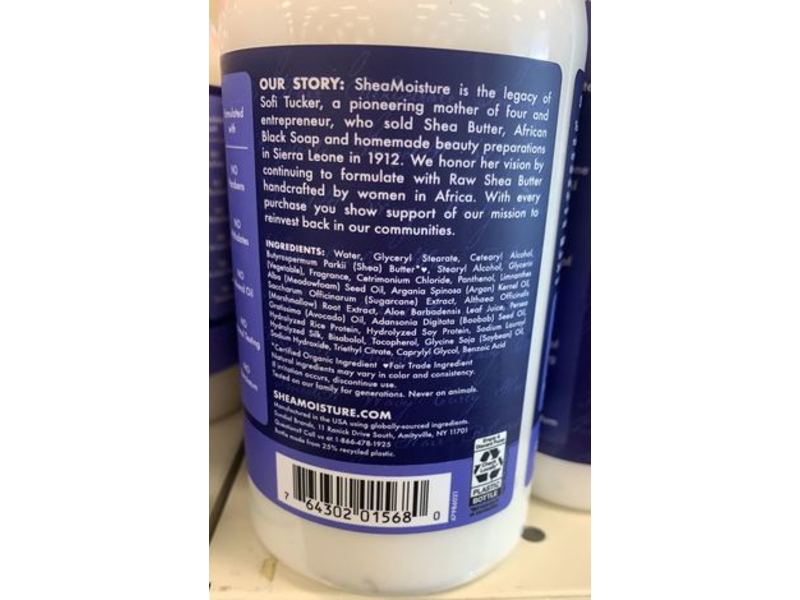 OUR STORY: SheaMoisture is the legacy of
Sofi Tucker, a pioneering mother of four and
entrepreneur, who sold Shea Butter, African
Black Soap and homemade beauty preparations
in Sierra Leone in 1912. We honor her vision by
continuing to formulate with Raw Shea Butter
handcrafted by women in Africa. With every
purchase you show support of our mission to
reinvest back in our communities.
INGREDIENTS: Water, Glyceryl Stearate, Cetearyl Alcohol,
Butyrospermum Parkii (Shea) Butter*♥, Stearyl Alcohol, Glycerin
(Vegetable), Fragrance, Cetrimonium Chloride, Panthenol, Limnanthes
Alba (Meadowfoam) Seed Oil, Argania Spinosa (Argan) Kernel Oil,
Saccharum Officinarum (Sugarcane) Extract, Althaea Officinalis
(Marshmallow) Root Extract, Aloe Barbadensis Leaf Juice, Persea
Gratissima (Avocado) Oil, Adansonia Digitata (Baobab) Seed Oil,
Hydrolyzed Rice Protein, Hydrolyzed Soy Protein, Sodium Lauroyl
Hydrolyzed Silk, Bisabolol, Tocopherol, Glycine Soja (Soybean) Oil,
Sodium Hydroxide, Triethyl Citrate, Caprylyl Glycol, Benzoic Acid
*Certified Organic Ingredient ♥Fair Trade Ingredient
Natural ingredients may vary in color and consistency.
If irritation occurs, discontinue use.
Tested on our family for generations. Never on animals.
SHEAMOISTURE.COM
Manufactured in the USA using globally-sourced ingredients.
Sundial Brands, 11 Ranick Drive South, Amityville, NY 11701
Questions? Call us at 1-866-478-1925
Bottle made from 25% recycled plastic.
7 64302 01568 0
PLASTIC
BOTTLE
with
NO
NO
NO
Oil
NO
Testing
NO